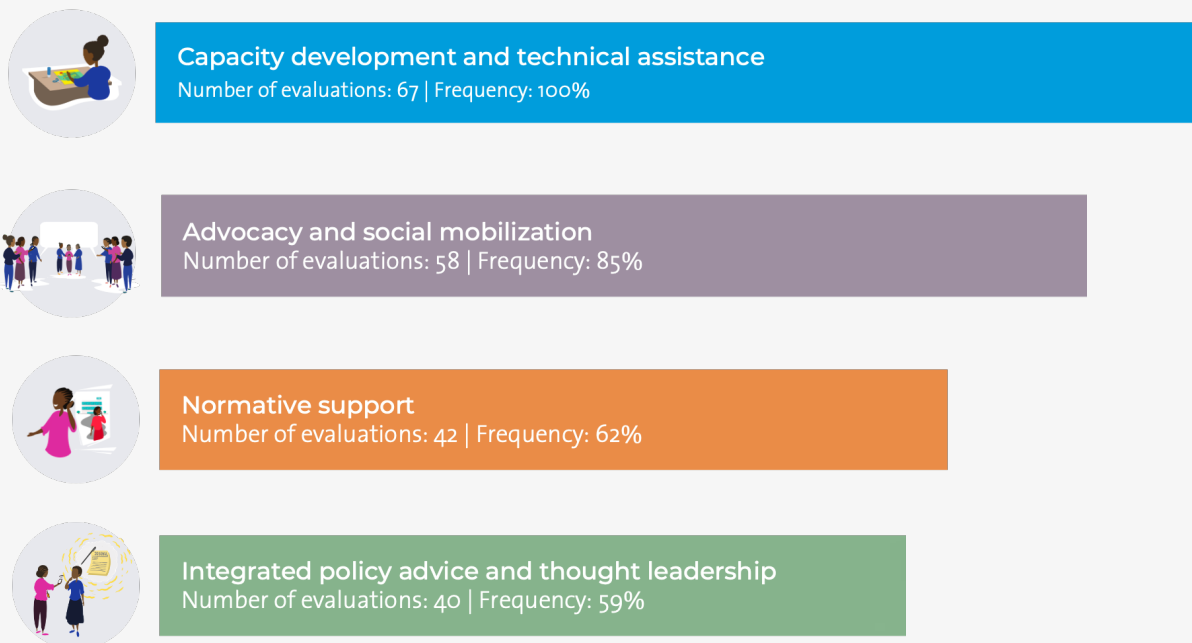 Capacity development and technical assistance
Number of evaluations: 67 | Frequency: 100%
Advocacy and social mobilization
Number of evaluations: 58 | Frequency: 85%
Normative support
Number of evaluations: 42 | Frequency: 62%
Integrated policy advice and thought leadership
Number of evaluations: 40 | Frequency: 59%